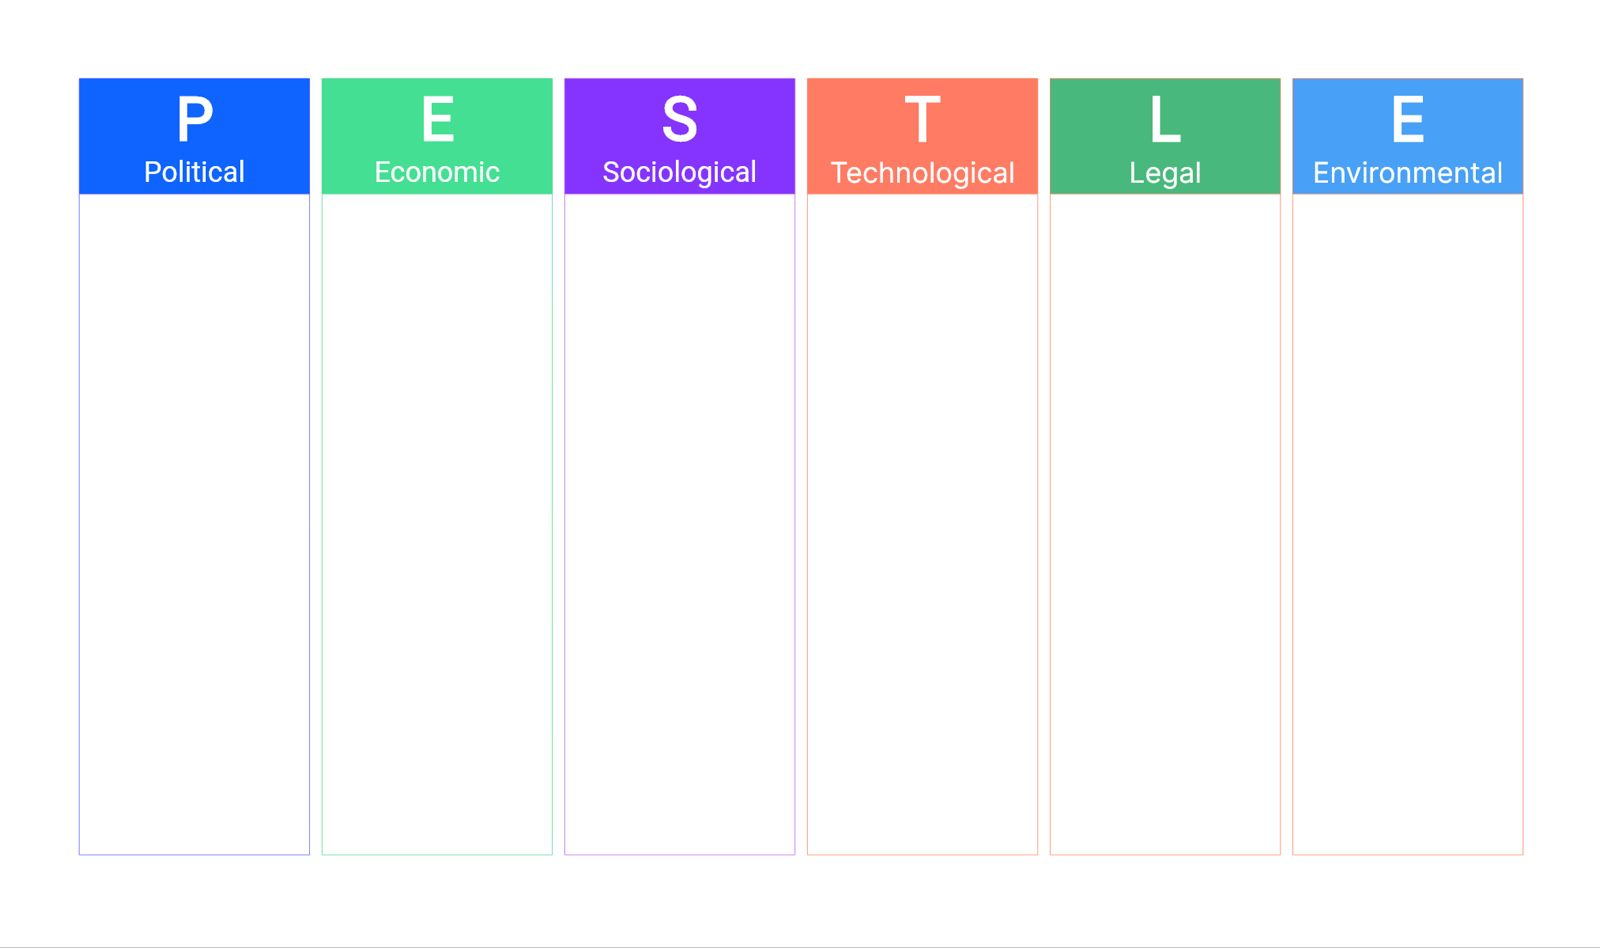 P
Political
E
Economic
S
Sociological
T
Technological
L
Legal
E
Environmental